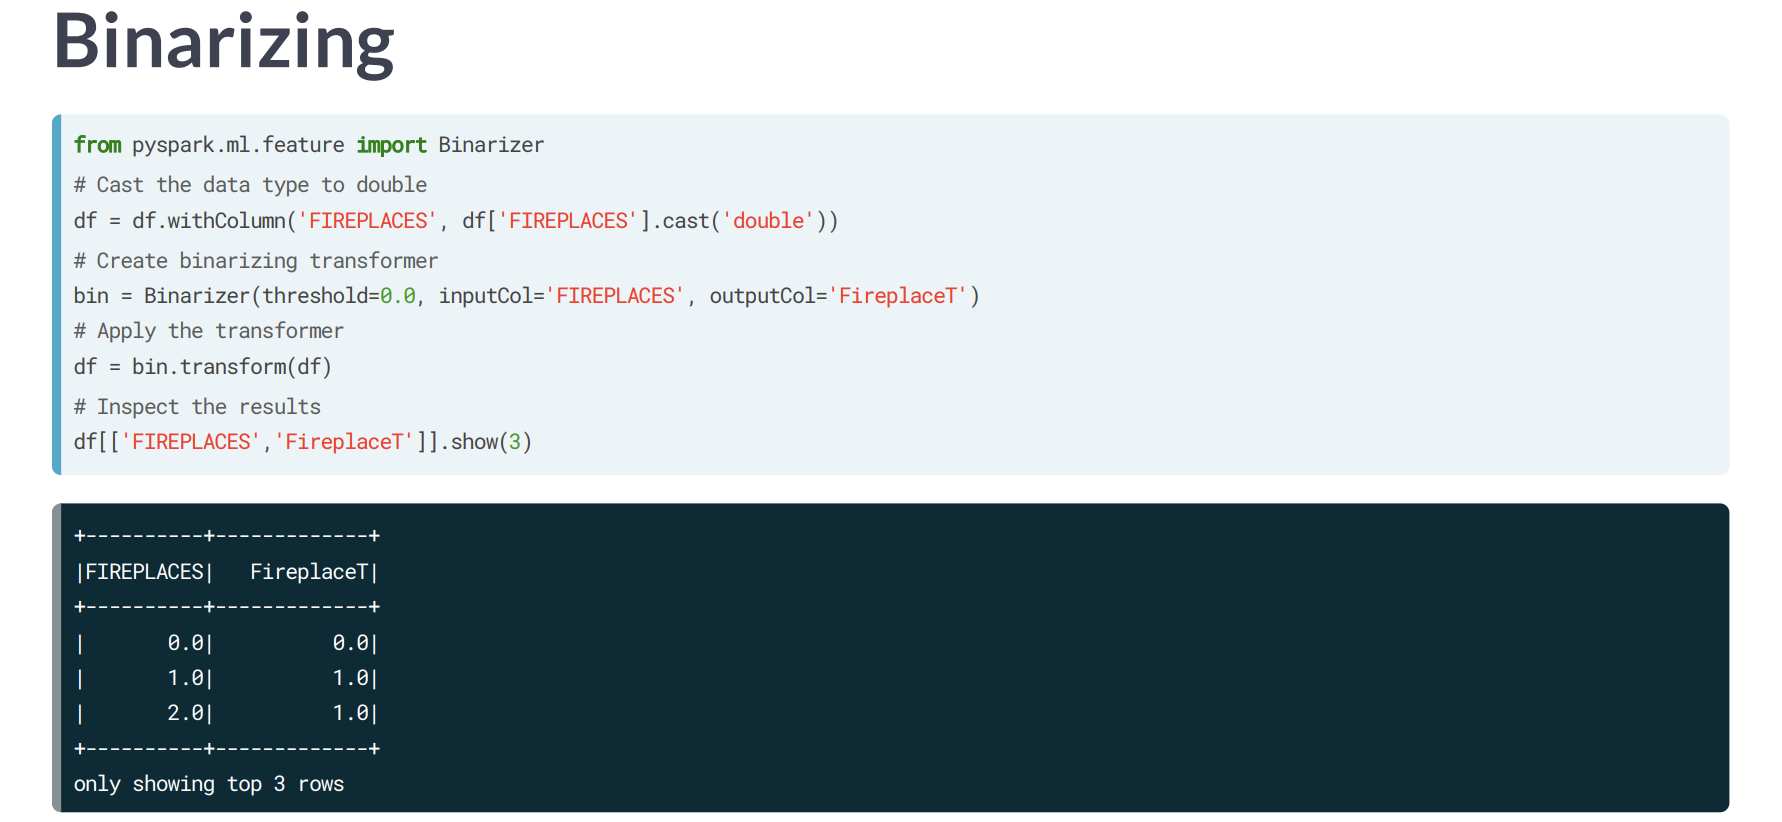 Binarizing
from pyspark.ml.feature import Binarizer
# Cast the data type to double
df = df.withColumn('FIREPLACES', df['FIREPLACES'].cast('double'))
# Create binarizing transformer
bin = Binarizer(threshold=0.0, inputCol='FIREPLACES', outputCol='FireplaceT')
# Apply the transformer
df = bin.transform(df)
# Inspect the results
df[['FIREPLACES','FireplaceT']].show(3)
+----------+-------------+
|FIREPLACES|   FireplaceT|
+----------+-------------+
|       0.0|          0.0|
|       1.0|          1.0|
|       2.0|          1.0|
+----------+-------------+
only showing top 3 rows